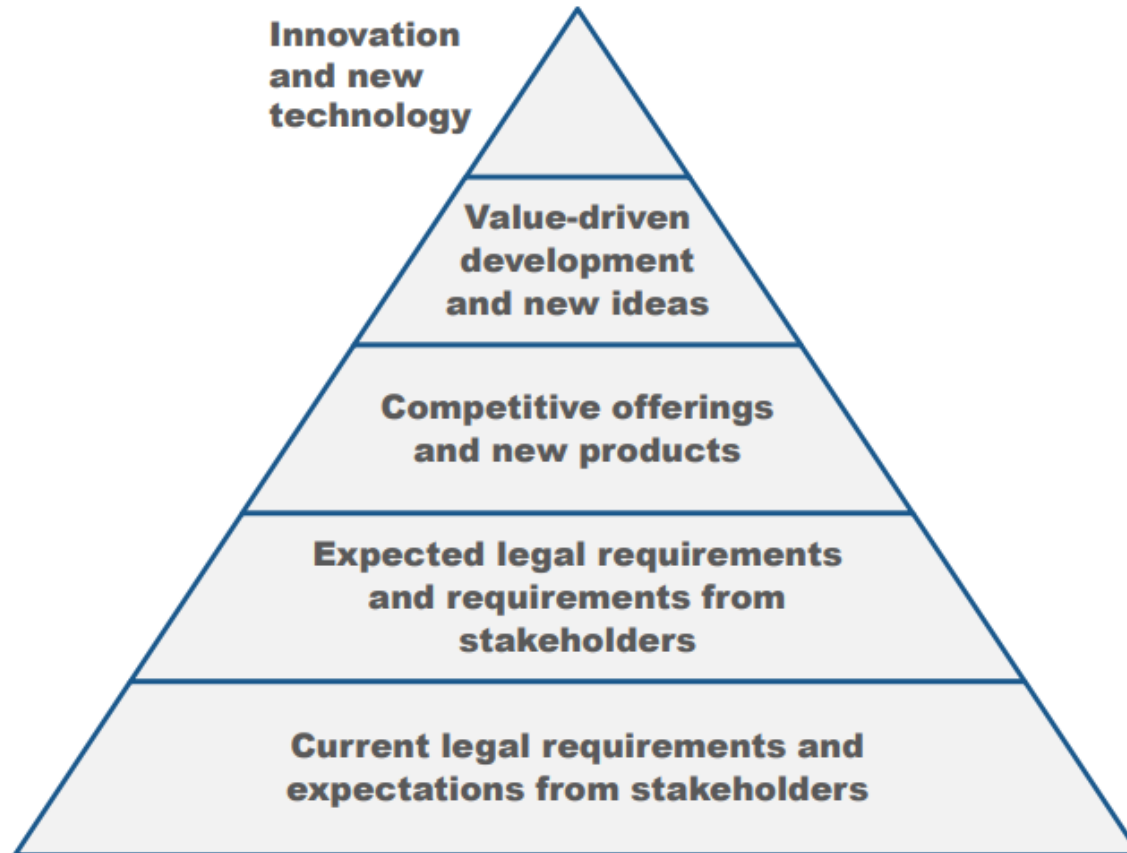 Innovation
and new
technology
Value-driven
development
and new ideas
Competitive offerings
and new products
Expected legal requirements
and requirements from
stakeholders
Current legal requirements and
expectations from stakeholders